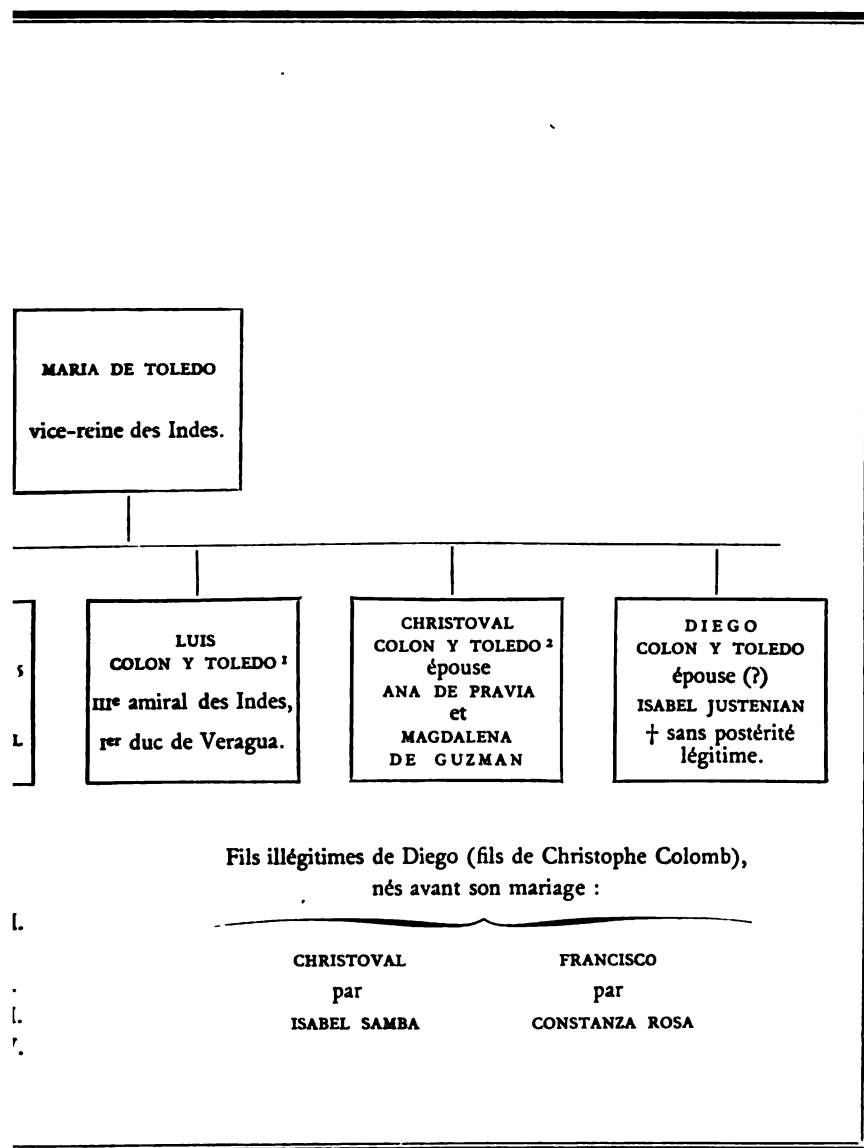 MARIA DE TOLEDO
vice-reine des Indes.
S
L
LUIS
COLON Y TOLEDO ¹
IIIe amiral des Indes,
Ier duc de Veragua.
CHRISTOVAL
COLON Y TOLEDO ²
épouse
ANA DE PRAVIA
et
MAGDALENA
DE GUZMAN
DIEGO
COLON Y TOLEDO
épouse (?)
ISABEL JUSTENIAN
† sans postérité
légitime.
Fils illégitimes de Diego (fils de Christophe Colomb),
nés avant son mariage :
CHRISTOVAL
par
ISABEL SAMBA
FRANCISCO
par
CONSTANZA ROSA